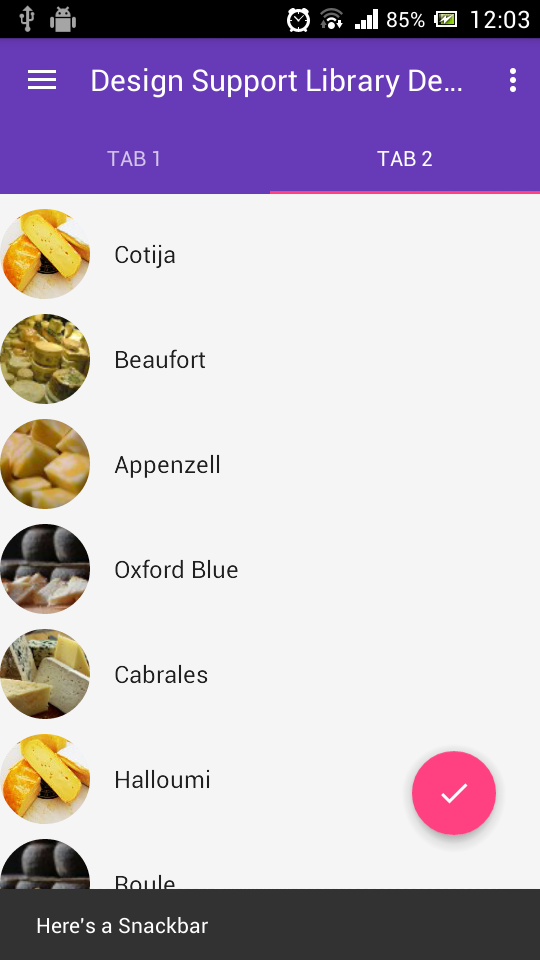 85% 12:03
Design Support Library De...
TAB 1 TAB 2
Cotija
Beaufort
Appenzell
Oxford Blue
Cabrales
Halloumi
Boule
Here's a Snackbar